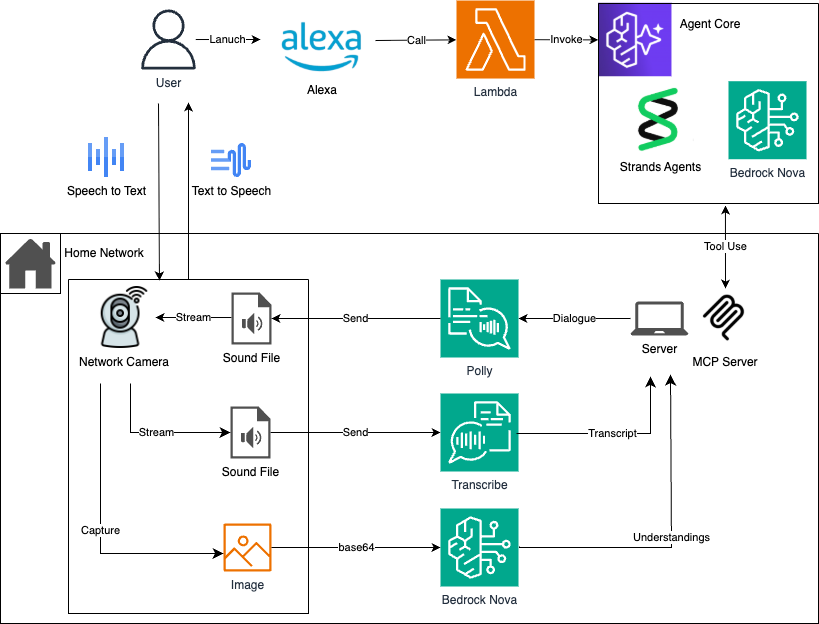 Lanuch
alexa
Call
Invoke
Agent Core
User
Alexa
Lambda
Strands Agents
Bedrock Nova
Speech to Text
Text to Speech
Tool Use
Home Network
Stream
Send
Dialogue
Network Camera
Sound File
Polly
Server
MCP Server
Stream
Send
Transcript
Sound File
Transcribe
Capture
base64
Understandings
Image
Bedrock Nova